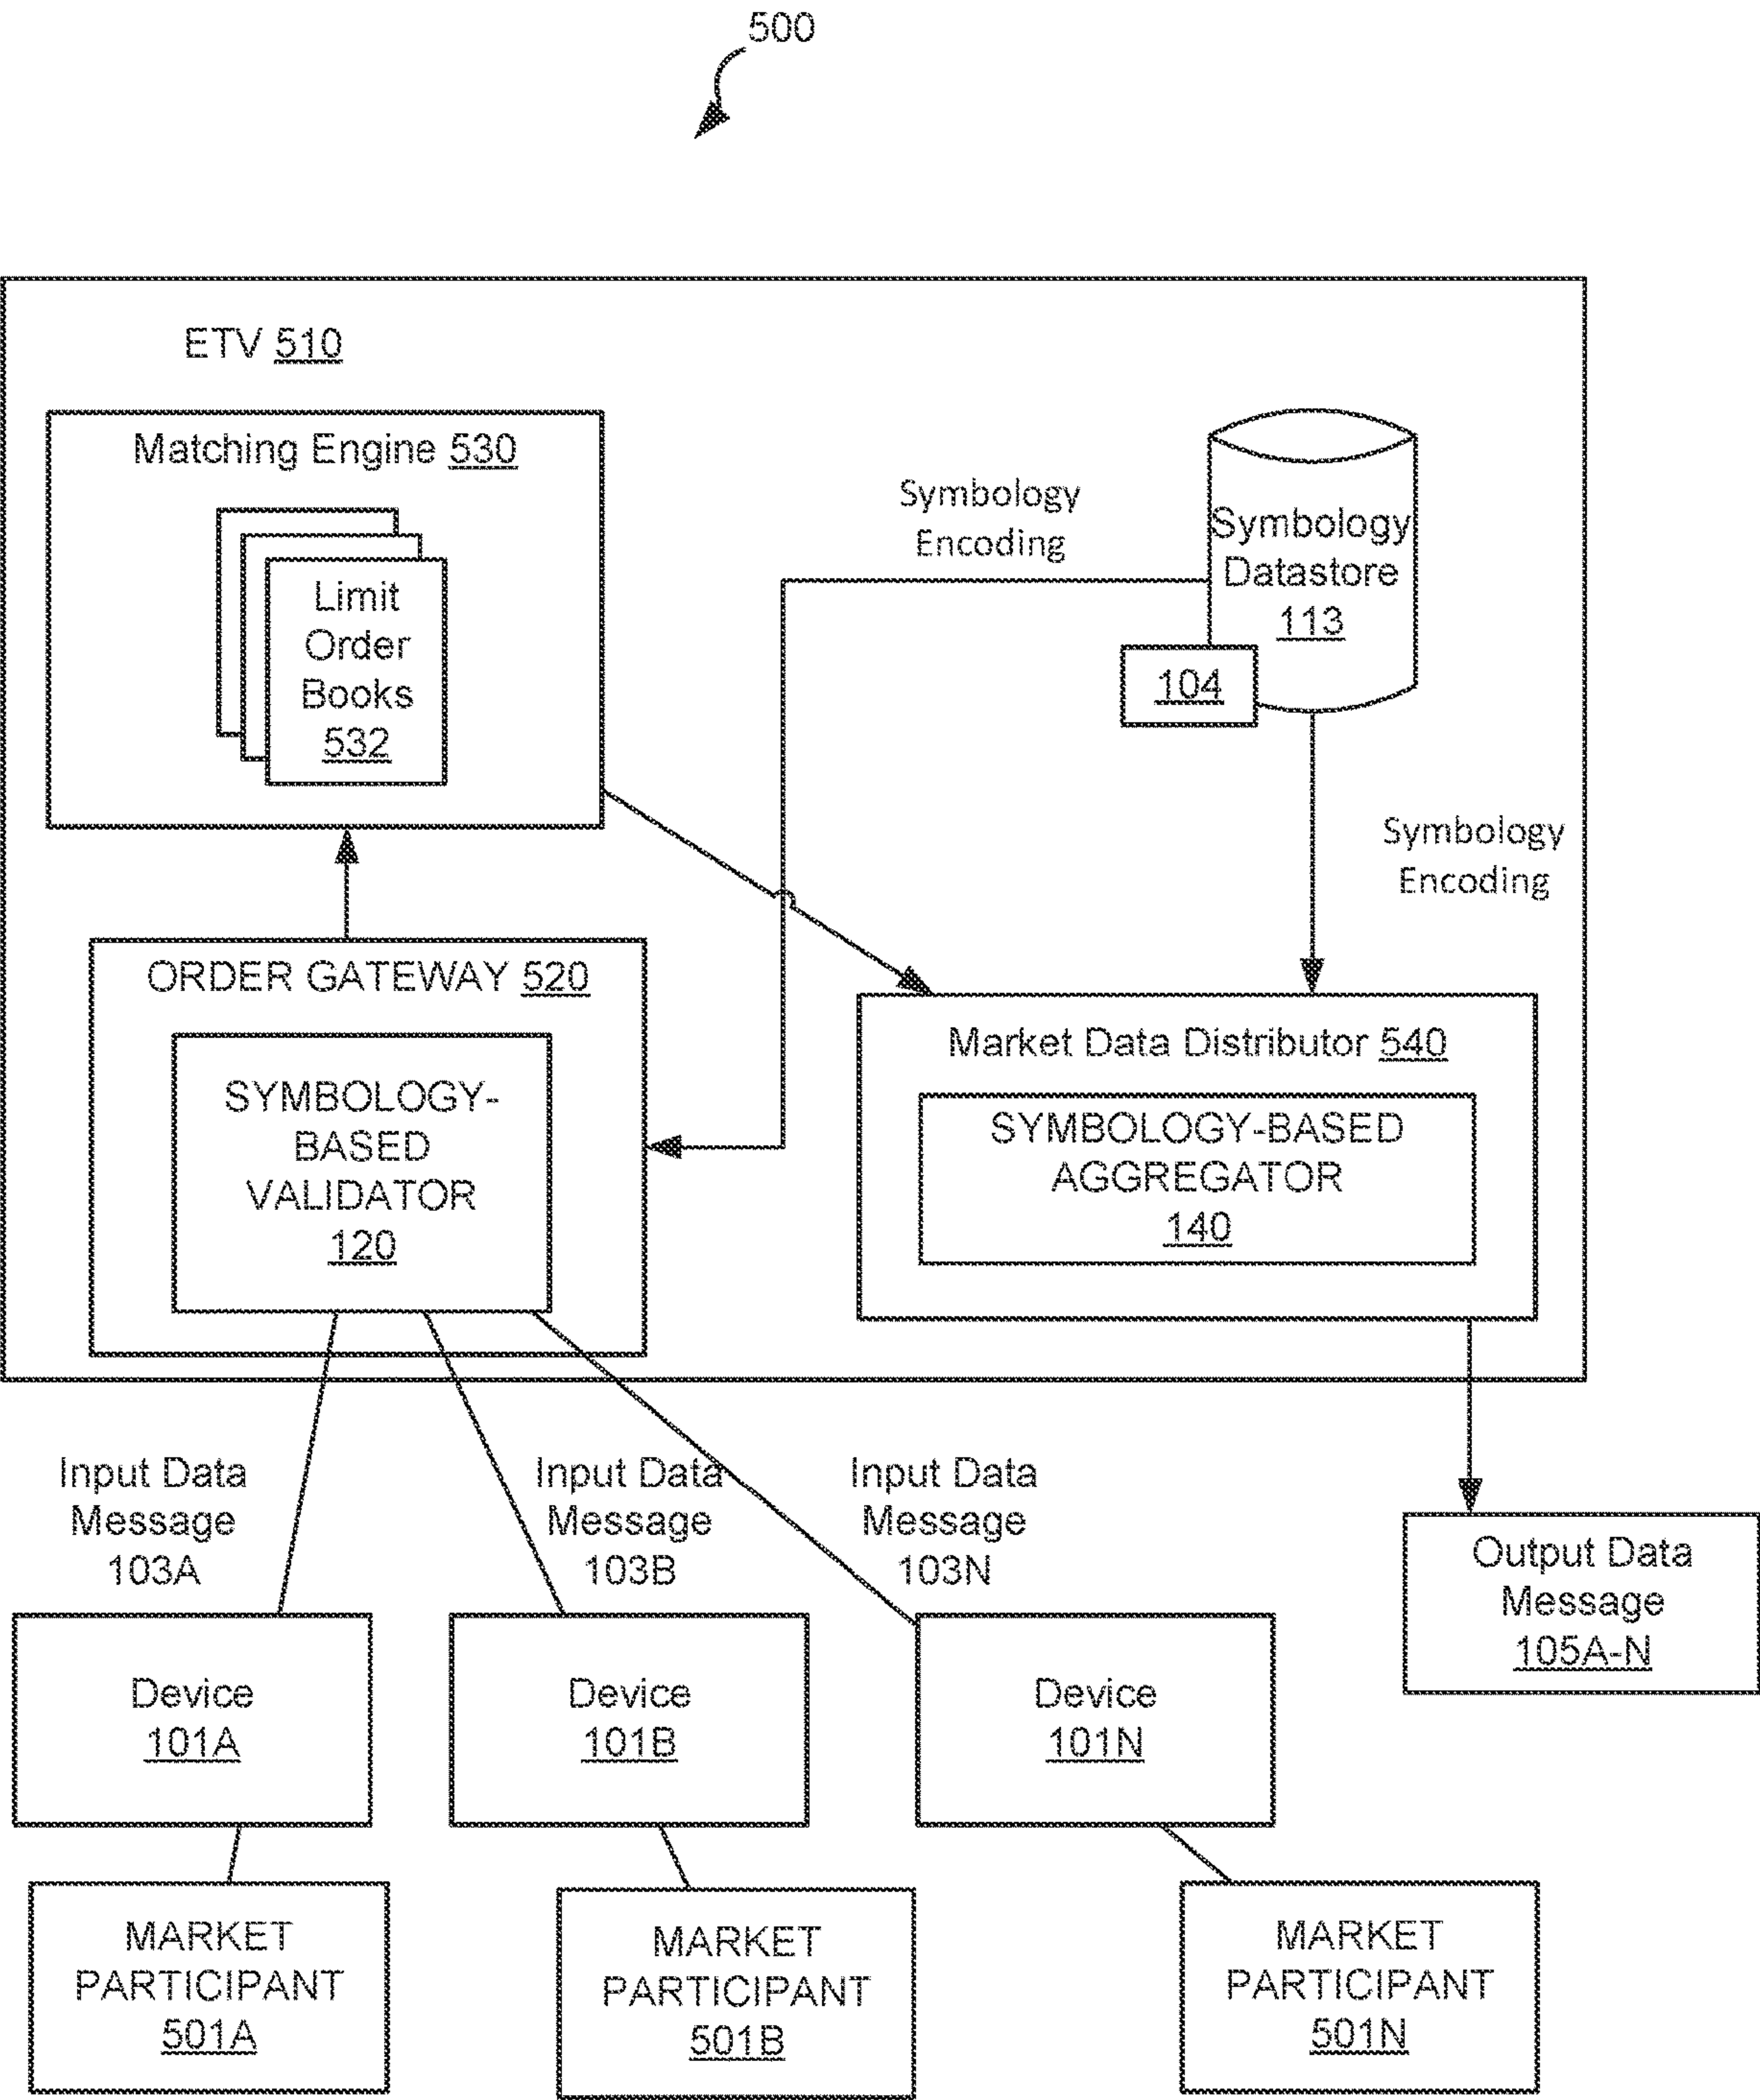 500
ETV 510
Matching Engine 530
Limit
Order
Books
532
Symbology
Encoding
Symbology
Datastore
113
104
Symbology
Encoding
ORDER GATEWAY 520
SYMBOLOGY-
BASED
VALIDATOR
120
Market Data Distributor 540
SYMBOLOGY-BASED
AGGREGATOR
140
Input Data
Message
103A
Input Data
Message
103B
Input Data
Message
103N
Output Data
Message
105A-N
Device
101A
Device
101B
Device
101N
MARKET
PARTICIPANT
501A
MARKET
PARTICIPANT
501B
MARKET
PARTICIPANT
501N